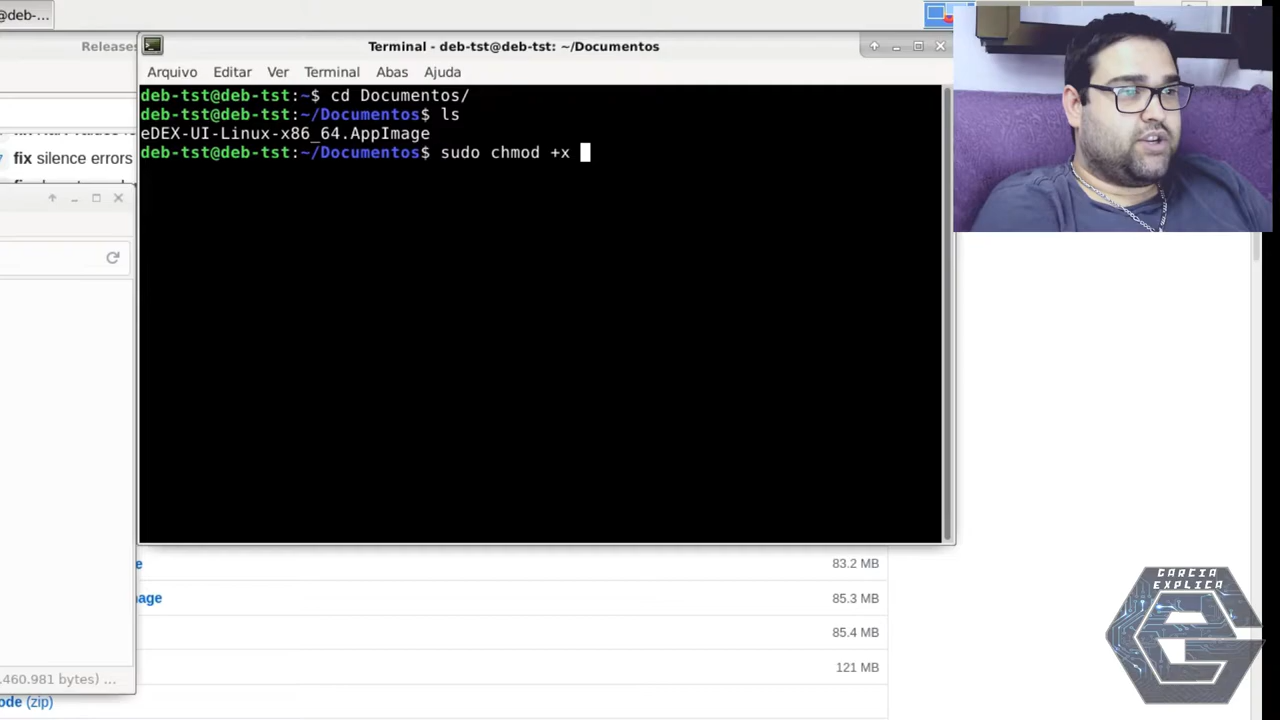 @deb-...
Releases
Terminal - deb-tst@deb-tst: ~/Documentos
Arquivo Editar Ver Terminal Abas Ajuda
deb-tst@deb-tst:~$ cd Documentos/
deb-tst@deb-tst:~/Documentos$ ls
eDEX-UI-Linux-x86_64.AppImage
fix silence errors
deb-tst@deb-tst:~/Documentos$ sudo chmod +x
83.2 MB
age
85.3 MB
85.4 MB
121 MB
.460.981 bytes) ...
ode (zip)
GARCIA
EXPLICA